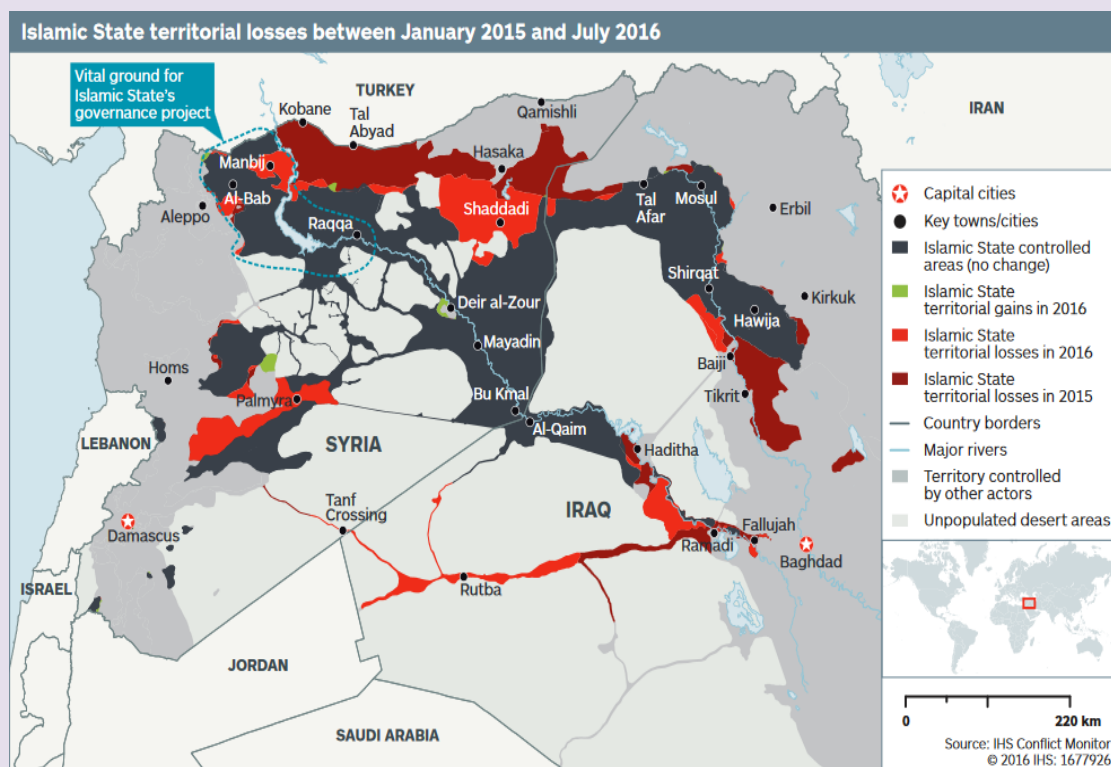 Islamic State territorial losses between January 2015 and July 2016
Vital ground for
Islamic State's
governance project
TURKEY
IRAN
Kobane
Tal
Abyad
Qamishli
Hasaka
Manbij
Al-Bab
Aleppo
Raqqa
Shaddadi
Tal
Afar
Mosul
Erbil
Shirqat
Kirkuk
Hawija
Deir al-Zour
Mayadin
Baiji
Homs
Palmyra
Bu Kmal
Tikrit
Al-Qaim
LEBANON
SYRIA
Haditha
Tanf
Crossing
IRAQ
Damascus
Ramadi
Fallujah
Baghdad
ISRAEL
Rutba
JORDAN
SAUDI ARABIA
Capital cities
Key towns/cities
Islamic State controlled
areas (no change)
Islamic State
territorial gains in 2016
Islamic State
territorial losses in 2016
Islamic State
territorial losses in 2015
Country borders
Major rivers
Territory controlled
by other actors
Unpopulated desert areas
0
220 km
Source: IHS Conflict Monitor
© 2016 IHS: 1677926